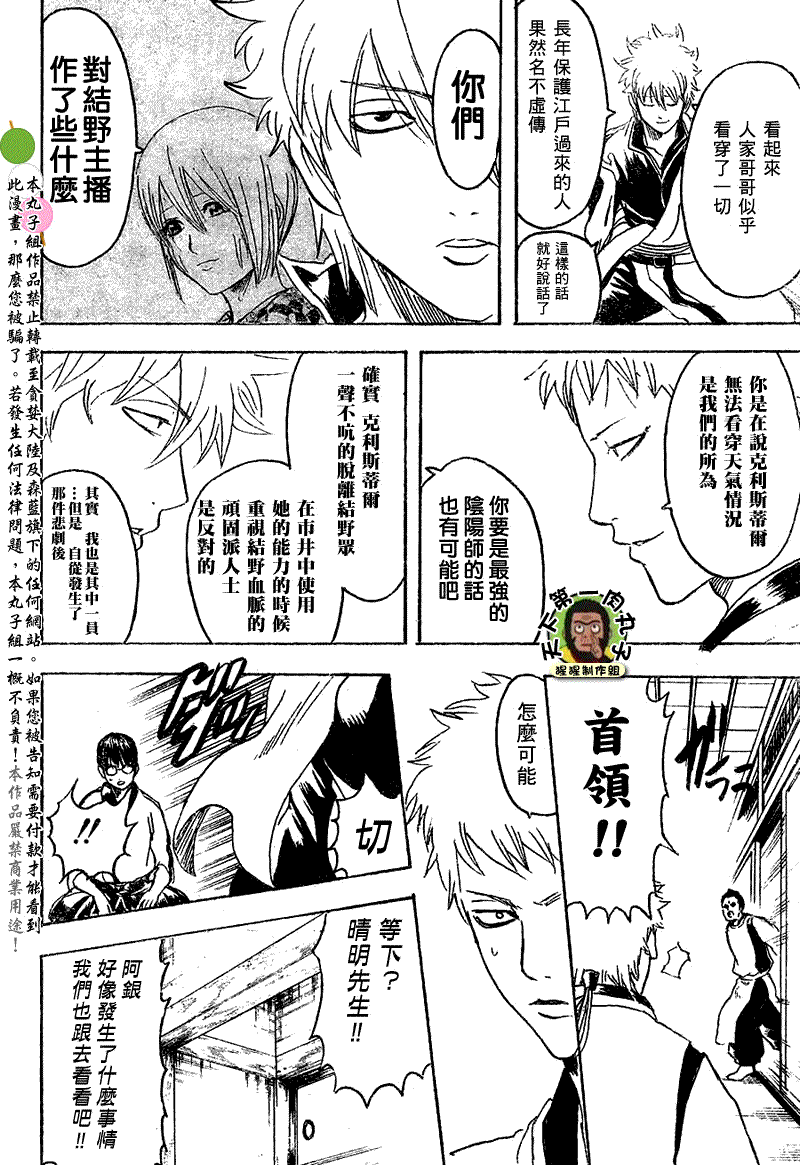 看起來
人家哥哥似乎
看穿了一切
長年保護江戶過來的人
果然名不虛傳
這樣的話
就好說話了
你們
對結野主播
作了些什麼
你是在說克利斯蒂爾
無法看穿天氣情況
是我們的所為
你要是最強的
陰陽師的話
也有可能吧
確實 克利斯蒂爾
一聲不吭的脫離結野眾
在市井中使用
她的能力的時候
重視結野血脈的
頑固派人士
是反對的
其實 我也是其中一員
…但是 自從發生了
那件悲劇後
天下第一肉丸子
猩猩制作組
首領!!
怎麼可能
切
!!
等下?
晴明先生!!
阿銀
好像發生了什麼事情
我們也跟去看看吧!!
本丸子組作品禁止轉載至貪婪大陸及森藍旗下的任何網站。如果您被告知需要付款才能看到
此漫畫，那麼您被騙了。若發生任何法律問題，本丸子組一概不負責！本作品嚴禁商業用途！